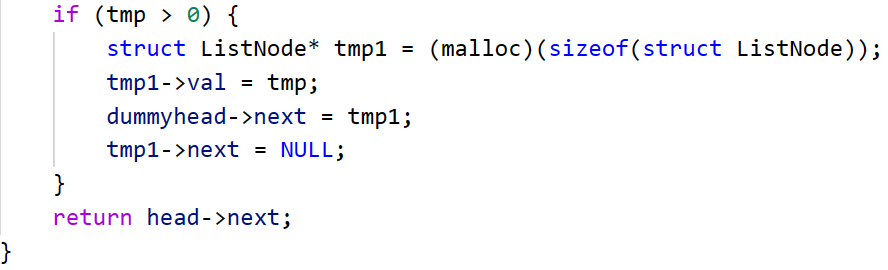 if (tmp > 0) {
struct ListNode* tmp1 = (malloc)(sizeof(struct ListNode));
tmp1->val = tmp;
dummyhead->next = tmp1;
tmp1->next = NULL;
}
return head->next;
}